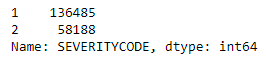 1    136485
2     58188
Name: SEVERITYCODE, dtype: int64